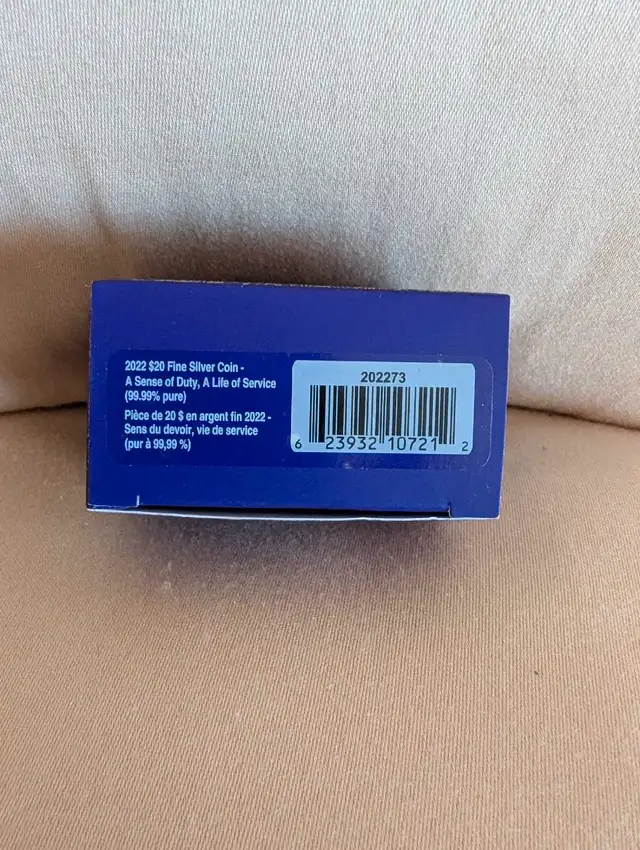 2022 $20 Fine Silver Coin -
A Sense of Duty, A Life of Service
(99.99% pure)
Pièce de 20 $ en argent fin 2022 -
Sens du devoir, vie de service
(pur à 99,99 %)
202273
6 23932 10721 2